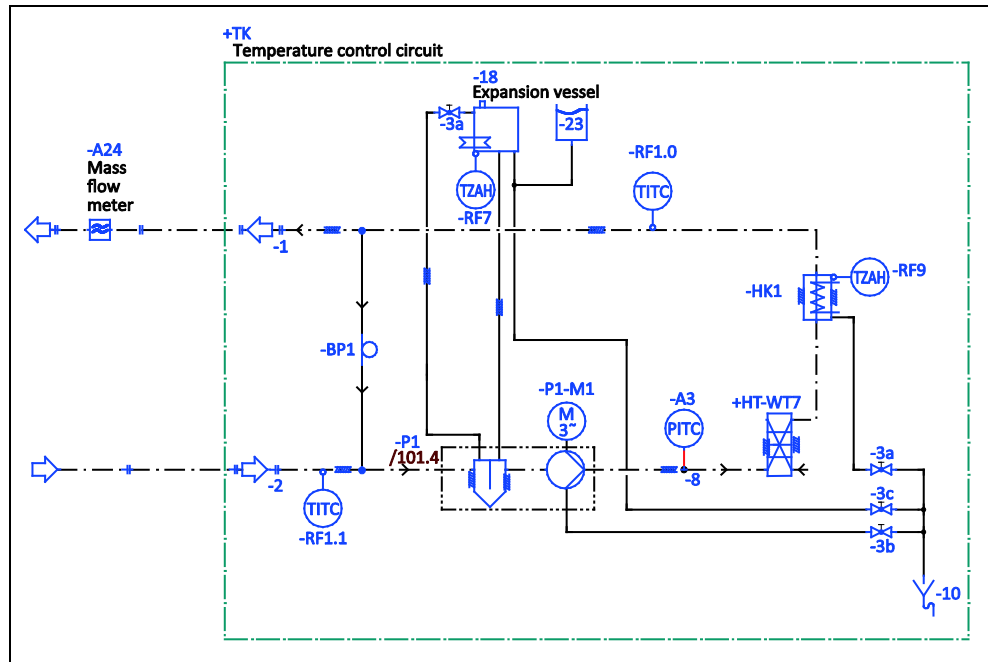 +TK
Temperature control circuit
-18
Expansion vessel
-3a
-23
-A24
Mass
flow
meter
TZAH
-RF7
-RF1.0
TITC
-1
-HK1
TZAH
-RF9
-BP1
-P1-M1
M
3~
-A3
PITC
+HT-WT7
-P1
/101.4
-2
TITC
-RF1.1
-8
-3a
-3c
-3b
-10